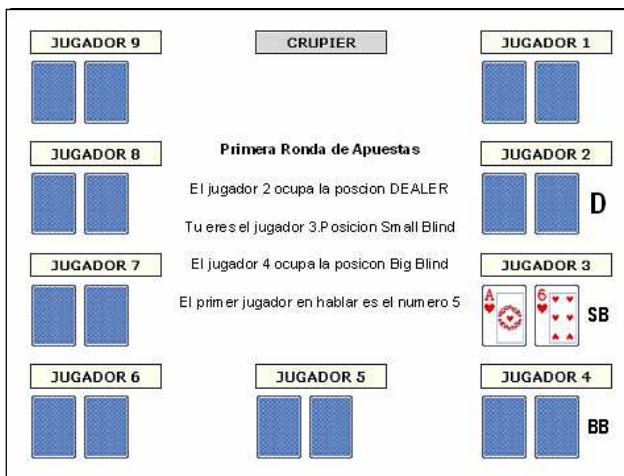 JUGADOR 9
CRUPIER
JUGADOR 1
JUGADOR 8
Primera Ronda de Apuestas
JUGADOR 2
El jugador 2 ocupa la poscion DEALER
D
Tu eres el jugador 3.Posicion Small Blind
JUGADOR 7
El jugador 4 ocupa la posicon Big Blind
JUGADOR 3
El primer jugador en hablar es el numero 5
A
6
SB
JUGADOR 6
JUGADOR 5
JUGADOR 4
BB